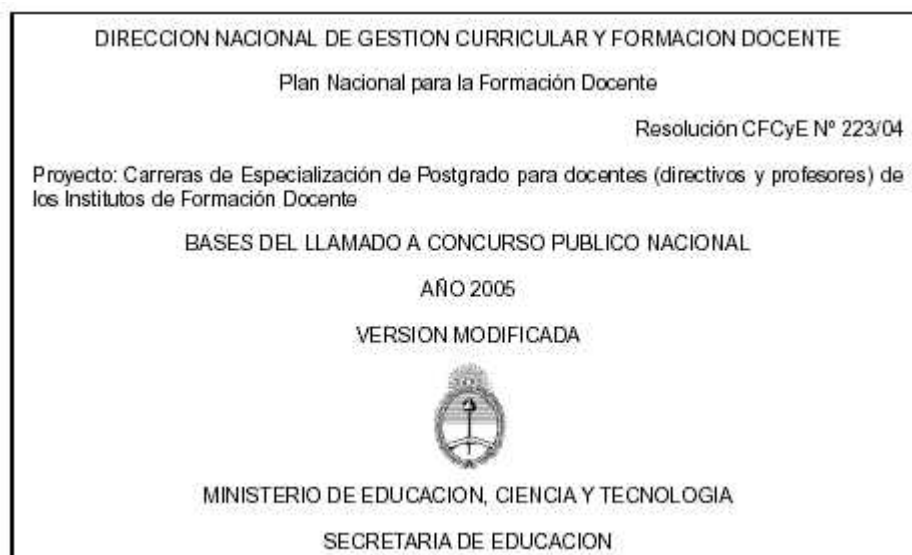 DIRECCION NACIONAL DE GESTION CURRICULAR Y FORMACION DOCENTE
Plan Nacional para la Formación Docente
Resolución CFCyE Nº 223/04
Proyecto: Carreras de Especialización de Postgrado para docentes (directivos y profesores) de
los Institutos de Formación Docente
BASES DEL LLAMADO A CONCURSO PUBLICO NACIONAL
AÑO 2005
VERSION MODIFICADA
MINISTERIO DE EDUCACION, CIENCIA Y TECNOLOGIA
SECRETARIA DE EDUCACION